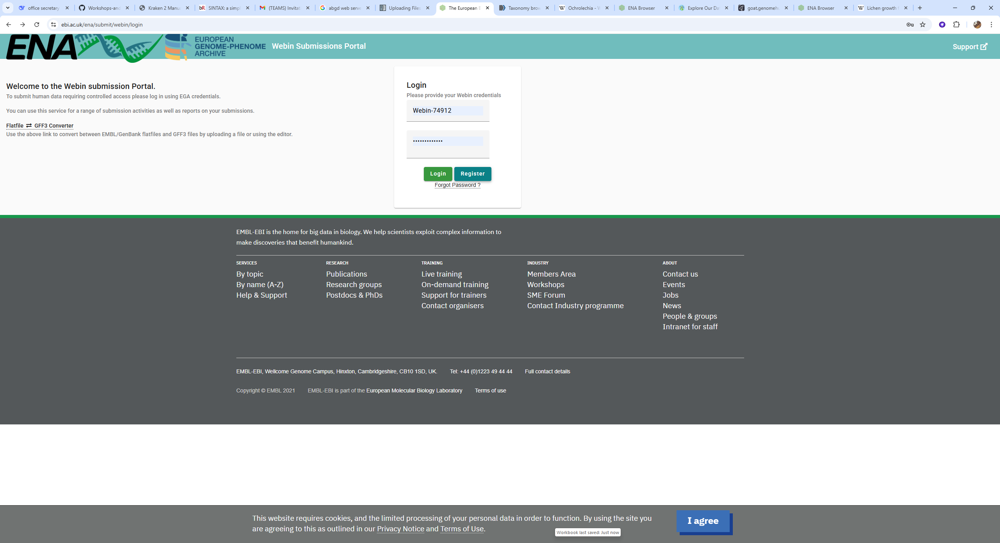 office secretary
Workshops-and
Kraken 2 Manu
SINTAX: a simpl
(TEAMS) Invitat
abgd web serve
Uploading Files
The European
Taxonomy brow
Ochrolechia - W
ENA Browser
Explore Our Da
goat.genomeh
ENA Browser
Lichen growth f
ebi.ac.uk/ena/submit/webin/login
ENA
EUROPEAN
GENOME-PHENOME
ARCHIVE
Webin Submissions Portal
Support
Welcome to the Webin submission Portal.
To submit human data requiring controlled access please log in using EGA credentials.
You can use this service for a range of submission activities as well as reports on your submissions.
Flatfile ⇄ GFF3 Converter
Use the above link to convert between EMBL/GenBank flatfiles and GFF3 files by uploading a file or using the editor.
Login
Please provide your Webin credentials
Webin-74912
•••••••••••••
Login
Register
Forgot Password ?
EMBL-EBI is the home for big data in biology. We help scientists exploit complex information to
make discoveries that benefit humankind.
SERVICES
By topic
By name (A-Z)
Help & Support
RESEARCH
Publications
Research groups
Postdocs & PhDs
TRAINING
Live training
On-demand training
Support for trainers
Contact organisers
INDUSTRY
Members Area
Workshops
SME Forum
Contact Industry programme
ABOUT
Contact us
Events
Jobs
News
People & groups
Intranet for staff
EMBL-EBI, Wellcome Genome Campus, Hinxton, Cambridgeshire, CB10 1SD, UK. Tel: +44 (0)1223 49 44 44 Full contact details
Copyright © EMBL 2021 EMBL-EBI is part of the European Molecular Biology Laboratory Terms of use
This website requires cookies, and the limited processing of your personal data in order to function. By using the site you
are agreeing to this as outlined in our Privacy Notice and Terms of Use.
I agree
Workbook last saved: Just now